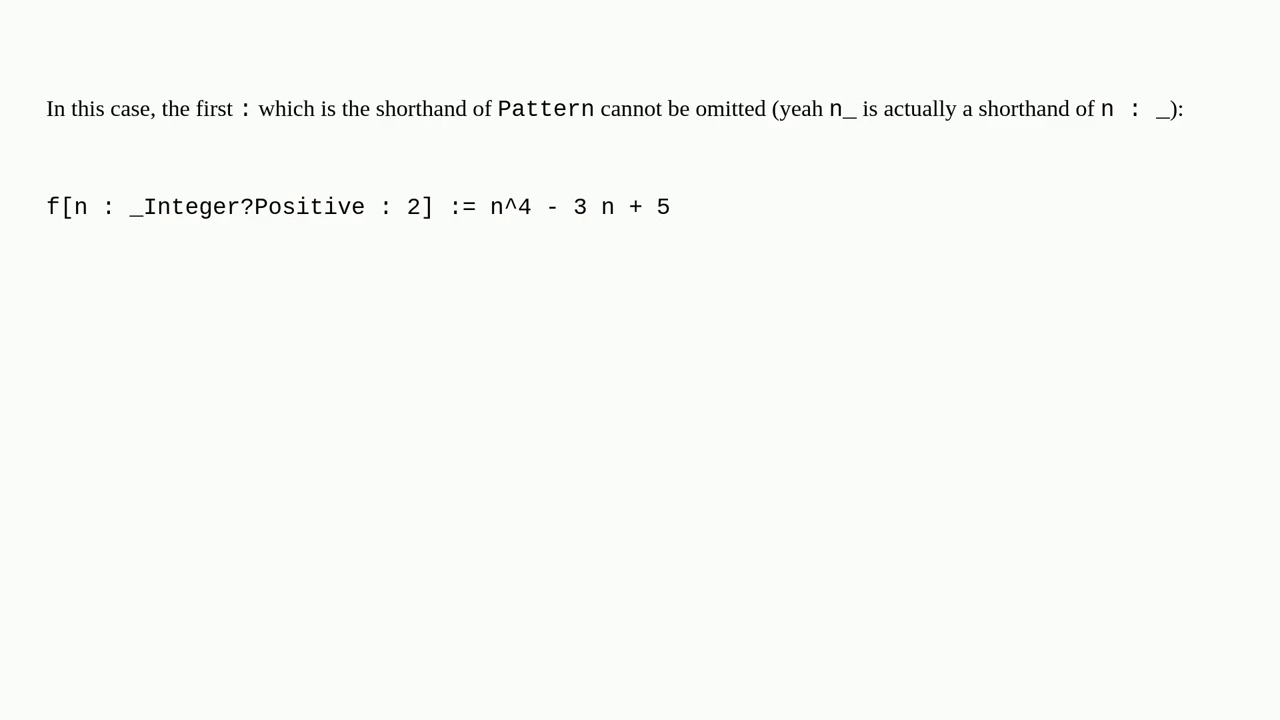 In this case, the first : which is the shorthand of Pattern cannot be omitted (yeah n_ is actually a shorthand of n : _):
f[n : _Integer?Positive : 2] := n^4 - 3 n + 5